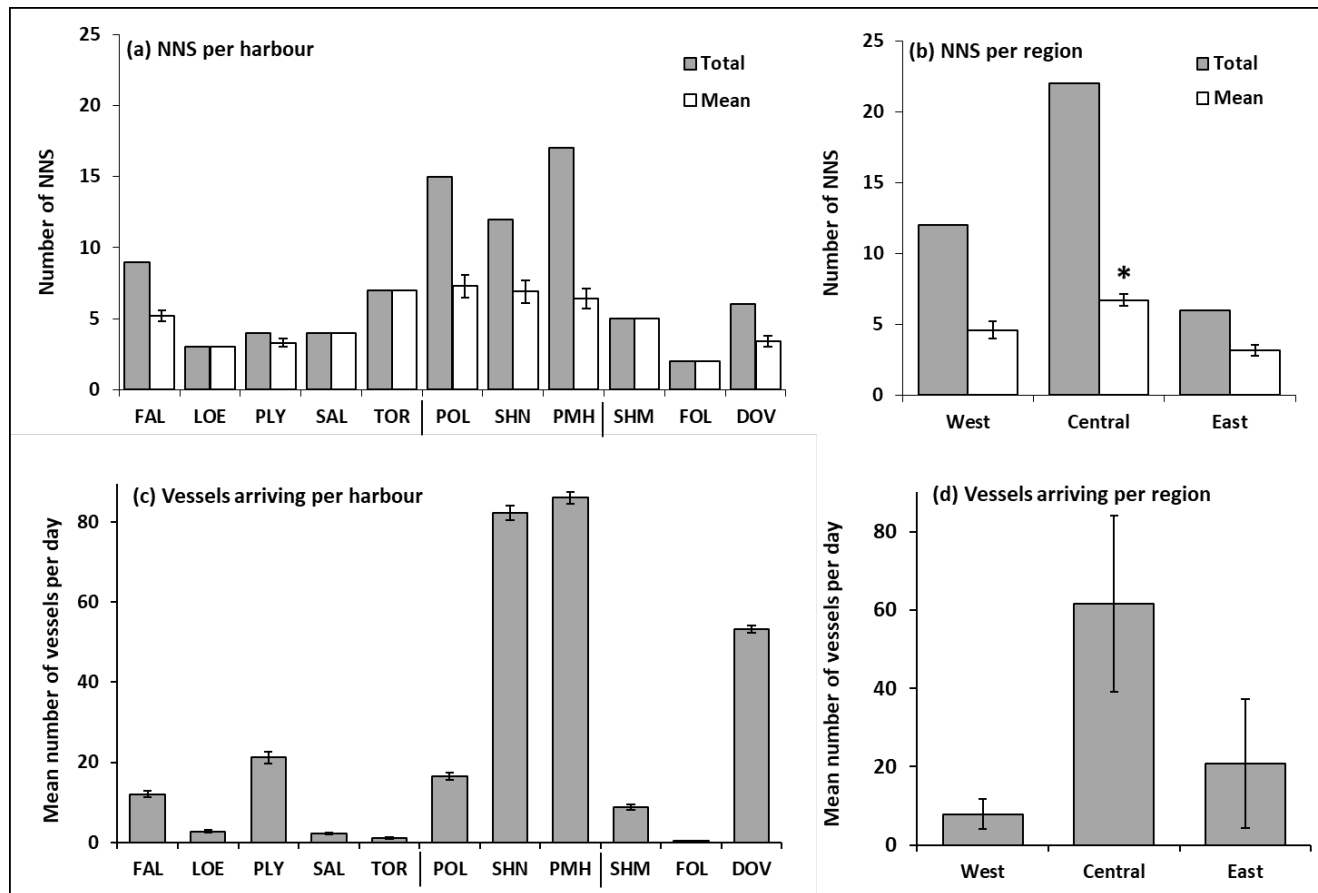 (a) NNS per harbour
Total
Mean
Number of NNS
25
20
15
10
5
0
FAL LOE PLY SAL TOR POL SHN PMH SHM FOL DOV
(b) NNS per region
Total
Mean
Number of NNS
25
20
15
10
5
0
*
West Central East
(c) Vessels arriving per harbour
Mean number of vessels per day
80
60
40
20
0
FAL LOE PLY SAL TOR POL SHN PMH SHM FOL DOV
(d) Vessels arriving per region
Mean number of vessels per day
80
60
40
20
0
West Central East